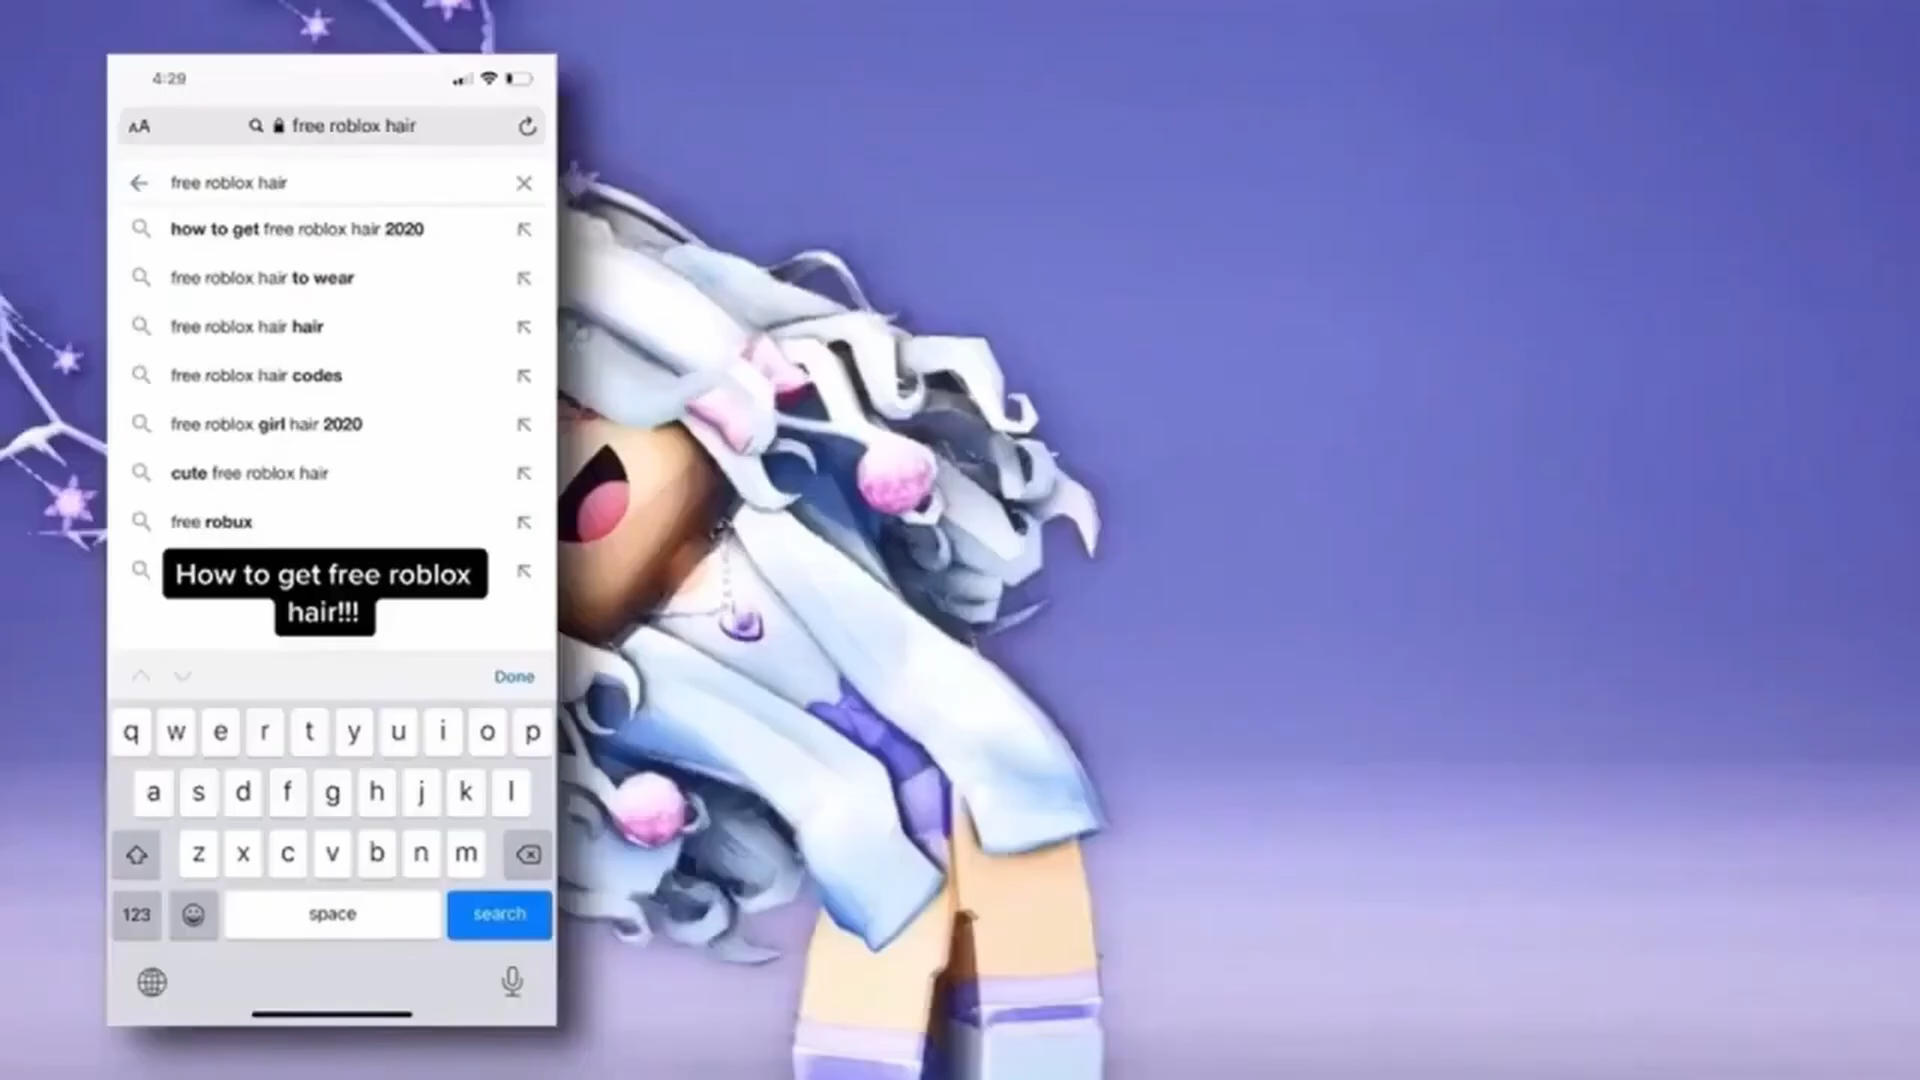 4:29
AA free roblox hair
free roblox hair
how to get free roblox hair 2020
free roblox hair to wear
free roblox hair hair
free roblox hair codes
free roblox girl hair 2020
cute free roblox hair
free robux
How to get free roblox
hair!!!
Done
q w e r t y u i o p
a s d f g h j k l
z x c v b n m
123 space search